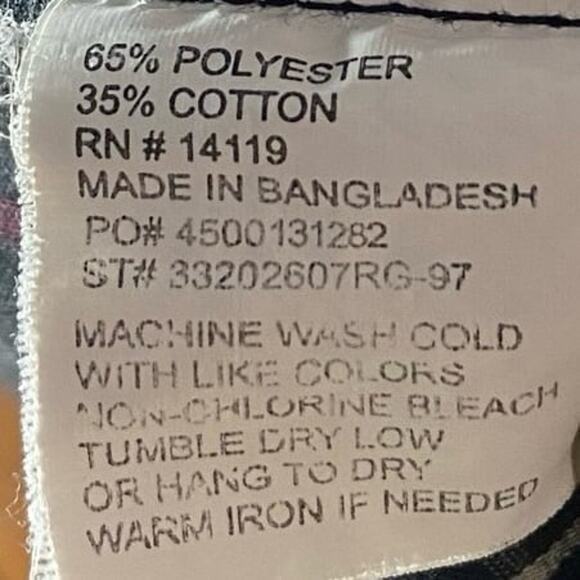 65% POLYESTER
35% COTTON
RN # 14119
MADE IN BANGLADESH
PO# 4500131282
ST# 33202607RG-97
MACHINE WASH COLD
WITH LIKE COLORS
NON-CHLORINE BLEACH
TUMBLE DRY LOW
OR HANG TO DRY
WARM IRON IF NEEDED